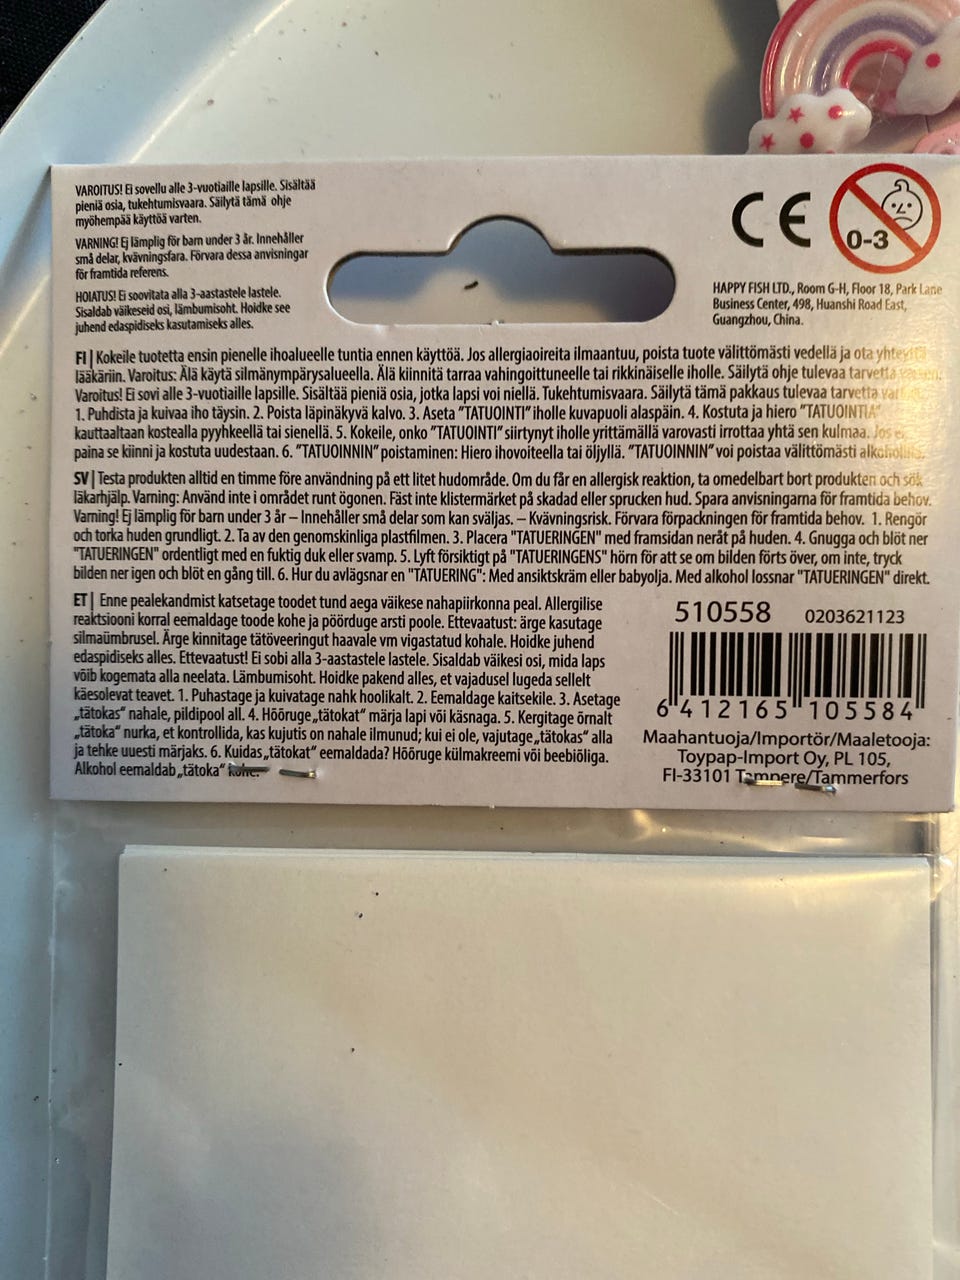 VAROITUS! Ei sovellu alle 3-vuotiaille lapsille. Sisältää
pieniä osia, tukehtumisvaara. Säilytä tämä ohje
myöhempää käyttöä varten.
VARNING! Ej lämplig för barn under 3 år. Innehåller
små delar, kvävningsfara. Förvara dessa anvisningar
för framtida referens.
HOIATUS! Ei soovitata alla 3-aastastele lastele.
Sisaldab väikeseid osi, lämbumisoht. Hoidke see
juhend edaspidiseks kasutamiseks alles.
CE
0-3
HAPPY FISH LTD., Room G-H, Floor 18, Park Lane
Business Center, 498, Huanshi Road East,
Guangzhou, China.
FI | Kokeile tuotetta ensin pienelle ihoalueelle tuntia ennen käyttöä. Jos allergiaoireita ilmaantuu, poista tuote välittömästi vedellä ja ota yhteyttä
lääkäriin. Varoitus: Älä käytä silmänympärysalueella. Älä kiinnitä tarraa vahingoittuneelle tai rikkinäiselle iholle. Säilytä ohje tulevaa tarvetta
Varoitus! Ei sovi alle 3-vuotiaille lapsille. Sisältää pieniä osia, jotka lapsi voi niellä. Tukehtumisvaara. Säilytä tämä pakkaus tulevaa tarvetta
1. Puhdista ja kuivaa iho täysin. 2. Poista läpinäkyvä kalvo. 3. Aseta "TATUOINTI" iholle kuvapuoli alaspäin. 4. Kostuta ja hiero "TATUOINTIA"
kauttaaltaan kostealla pyyhkeellä tai sienellä. 5. Kokeile, onko "TATUOINTI" siirtynyt iholle yrittämällä varovasti irrottaa yhtä sen kulmaa. Jos
paina se kiinni ja kostuta uudestaan. 6. "TATUOINNIN" poistaminen: Hiero ihovoiteella tai öljyllä. "TATUOINNIN" voi poistaa välittömästi
SV | Testa produkten alltid en timme före användning på ett litet hudområde. Om du får en allergisk reaktion, ta omedelbart bort produkten och sök
läkarhjälp. Varning: Använd inte i området runt ögonen. Fäst inte klistermärket på skadad eller sprucken hud. Spara anvisningarna för framtida behov.
Varning! Ej lämplig för barn under 3 år – Innehåller små delar som kan sväljas. – Kvävningsrisk. Förvara förpackningen för framtida behov. 1. Rengör
och torka huden grundligt. 2. Ta av den genomskinliga plastfilmen. 3. Placera "TATUERINGEN" med framsidan neråt på huden. 4. Gnugga och blöt ner
"TATUERINGEN" ordentligt med en fuktig duk eller svamp. 5. Lyft försiktigt på "TATUERINGENS" hörn för att se om bilden förts över, om inte, tryck
bilden ner igen och blöt en gång till. 6. Hur du avlägsnar en "TATUERING": Med ansiktskräm eller babyolja. Med alkohol lossnar "TATUERINGEN" direkt.
ET | Enne pealekandmist katsetage toodet tund aega väikese nahapiirkonna peal. Allergilise
reaktsiooni korral eemaldage toode kohe ja pöörduge arsti poole. Ettevaatust: ärge kasutage
silmaümbrusel. Ärge kinnitage tätöveeringut haavale vm vigastatud kohale. Hoidke juhend
edaspidiseks alles. Ettevaatust! Ei sobi alla 3-aastastele lastele. Sisaldab väikesi osi, mida laps
võib kogemata alla neelata. Lämbumisoht. Hoidke pakend alles, et vajadusel lugeda sellelt
käesolevat teavet. 1. Puhastage ja kuivatage nahk hoolikalt. 2. Eemaldage kaitsekile. 3. Asetage
„tätokas" nahale, pildipool all. 4. Hõõruge „tätokat" märja lapi või käsnaga. 5. Kergitage õrnalt
„tätoka" nurka, et kontrollida, kas kujutis on nahale ilmunud; kui ei ole, vajutage „tätokas" alla
ja tehke uuesti märjaks. 6. Kuidas „tätokat" eemaldada? Hõõruge külmakreemi või beebiõliga.
Alkohol eemaldab „tätoka" kohe.
510558 0203621123
6 412165 105584
Maahantuoja/Importör/Maaletooja:
Toypap-Import Oy, PL 105,
FI-33101 Tampere/Tammerfors